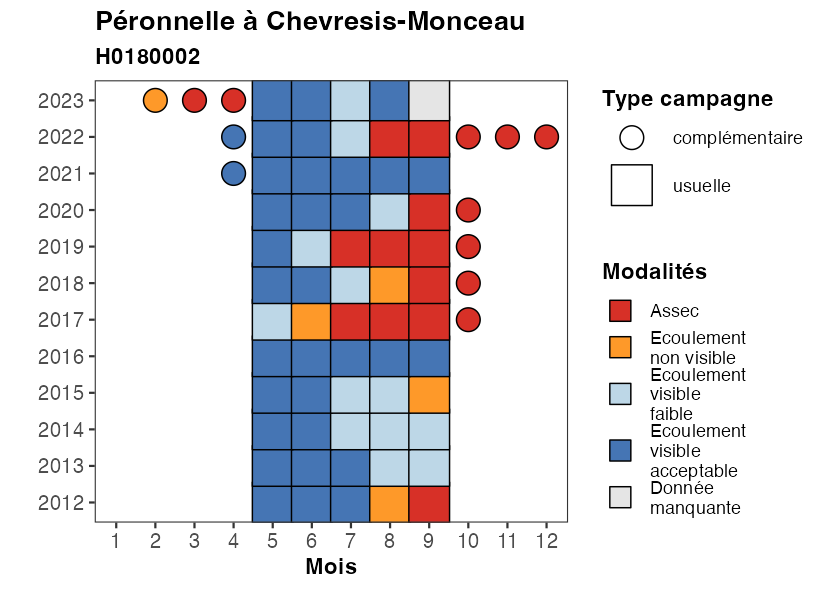 Péronnelle à Chevresis-Monceau
H0180002
2023
2022
2021
2020
2019
2018
2017
2016
2015
2014
2013
2012
1 2 3 4 5 6 7 8 9 10 11 12
Mois
Type campagne
complémentaire
usuelle
Modalités
Assec
Ecoulement
non visible
Ecoulement
visible
faible
Ecoulement
visible
acceptable
Donnée
manquante